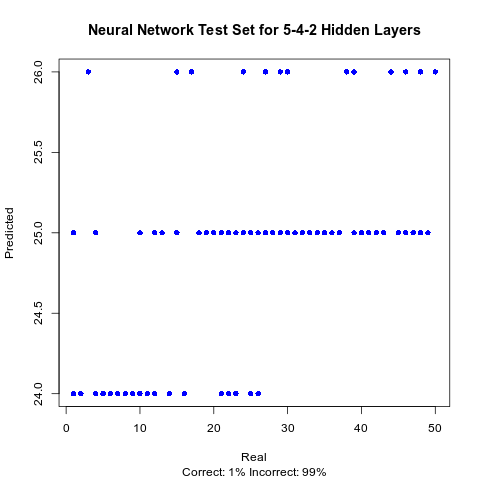 Neural Network Test Set for 5-4-2 Hidden Layers
26.0
25.5
25.0
24.5
24.0
Predicted
0 10 20 30 40 50
Real
Correct: 1% Incorrect: 99%